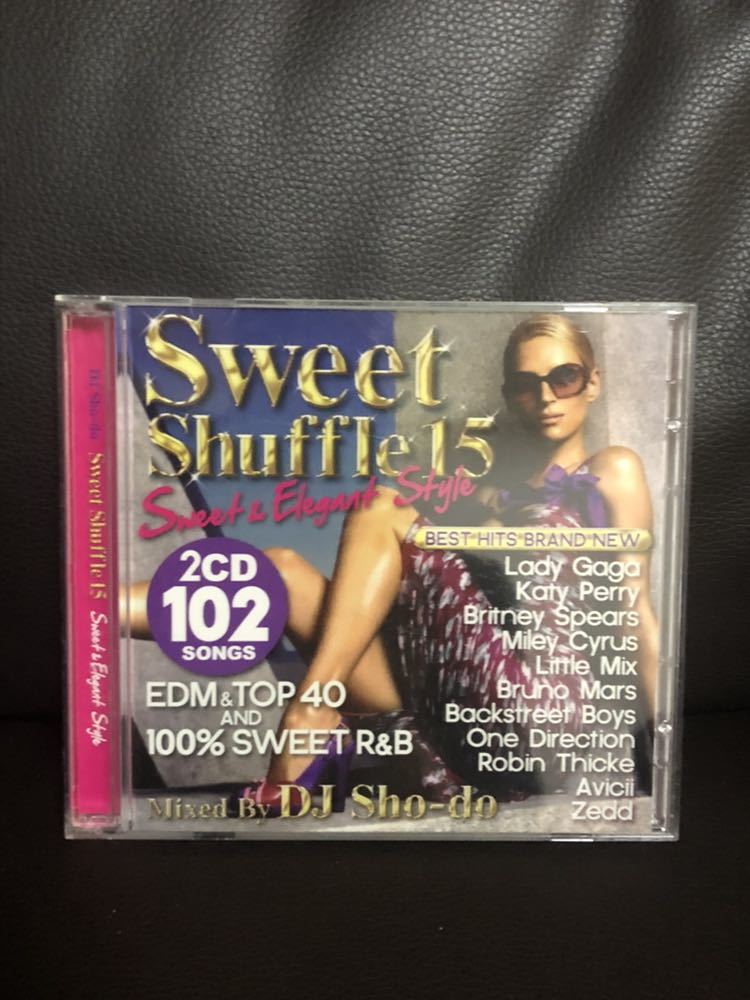 DJ Sho-do Sweet Shuffle 15 Sweet & Elegant Style
Sweet
Shuffle 15
Sweet & Elegant Style
BEST HITS BRAND NEW
Lady Gaga
Katy Perry
Britney Spears
Miley Cyrus
Little Mix
Bruno Mars
Backstreet Boys
One Direction
Robin Thicke
Avicii
Zedd
2CD
102
SONGS
EDM & TOP 40
AND
100% SWEET R&B
Mixed By DJ Sho-do